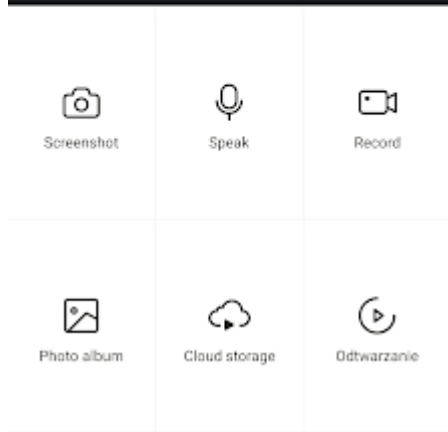 Screenshot
Speak
Record
Photo album
Cloud storage
Odtwarzanie